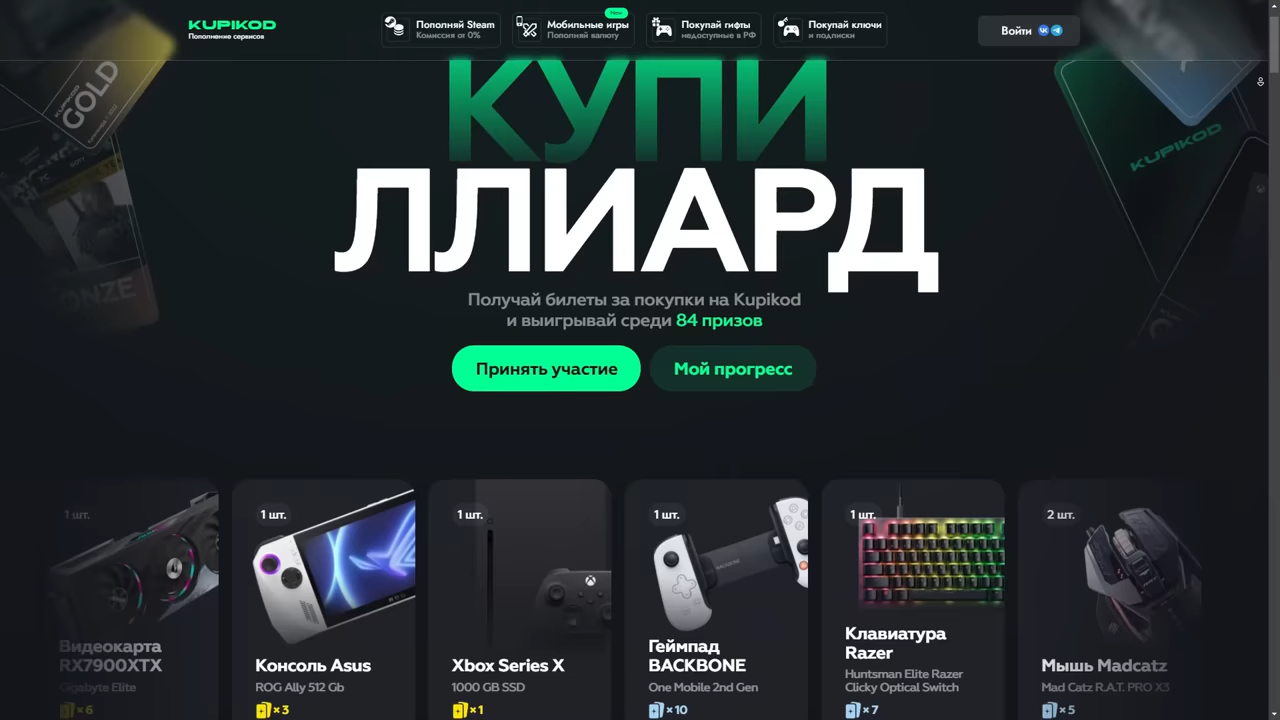 KUPIKOD
Пополнение сервисов
Пополняй Steam
Комиссия от 0%
New
Мобильные игры
Пополняй валюту
Покупай гифты
недоступные в РФ
Покупай ключи
и подписки
Войти
GOLD
KUPIKOD
KUPIKOD
КУПИ
ЛЛИАРД
Получай билеты за покупки на Kupikod
и выигрывай среди 84 призов
Принять участие
Мой прогресс
1 шт.
Видеокарта
RX7900XTX
Gigabyte Elite
× 6
1 шт.
Консоль Asus
ROG Ally 512 Gb
× 3
1 шт.
Xbox Series X
1000 GB SSD
× 1
1 шт.
Геймпад
BACKBONE
One Mobile 2nd Gen
× 10
1 шт.
Клавиатура
Razer
Huntsman Elite Razer
Clicky Optical Switch
× 7
2 шт.
Мышь Madcatz
Mad Catz R.A.T. PRO X3
× 5